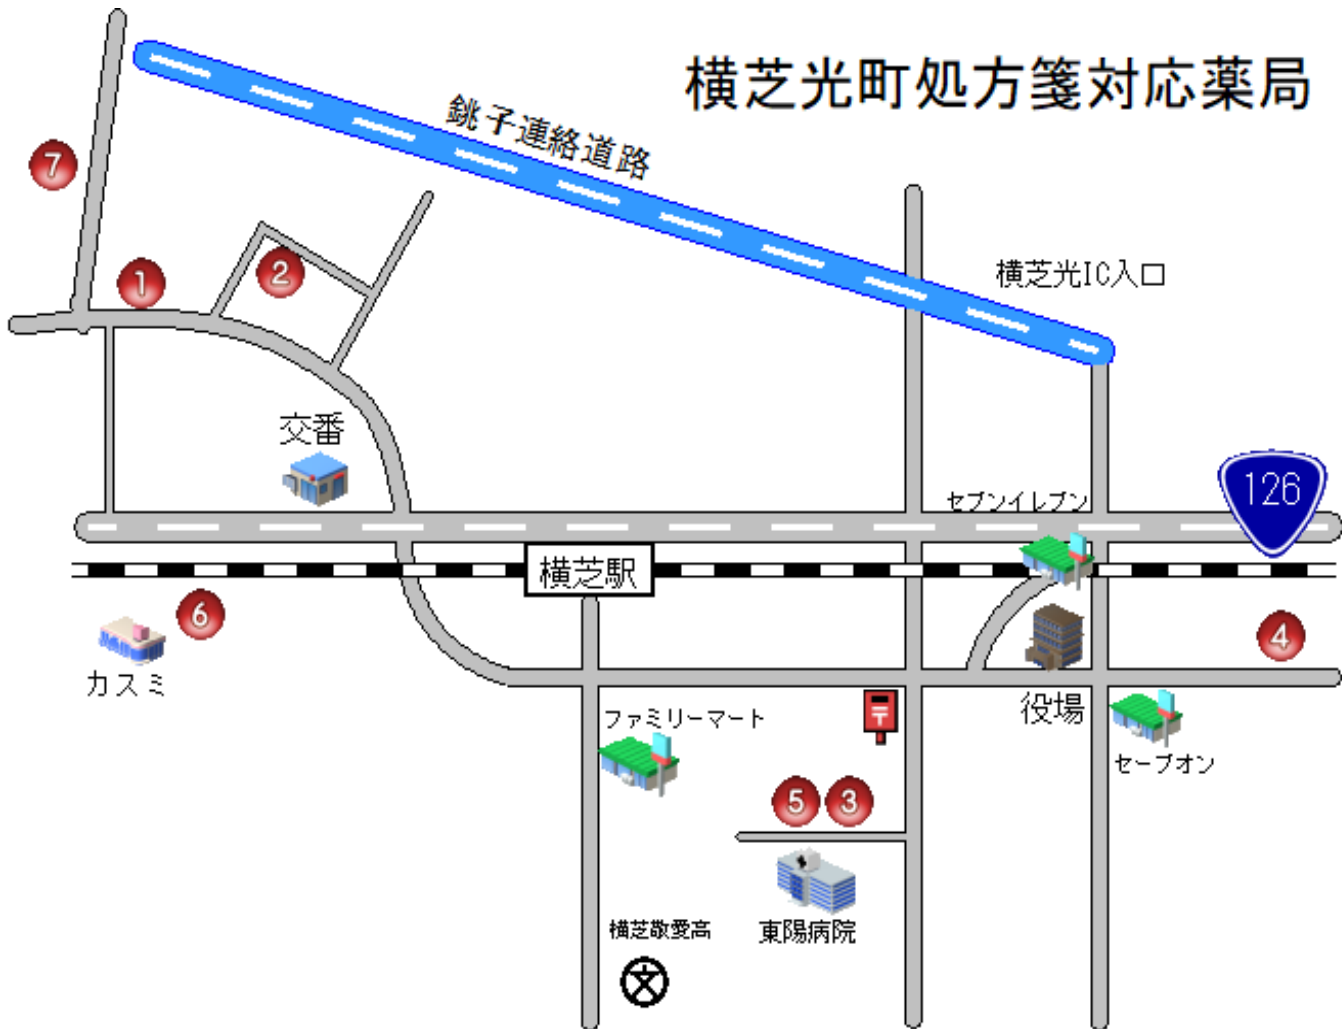 横芝光町処方箋対応薬局
銚子連絡道路
7
2
1
横芝光IC入口
交番
126
セブンイレブン
横芝駅
6
4
カスミ
ファミリーマート
〒
役場
セーブオン
5
3
横芝敬愛高
東陽病院
文